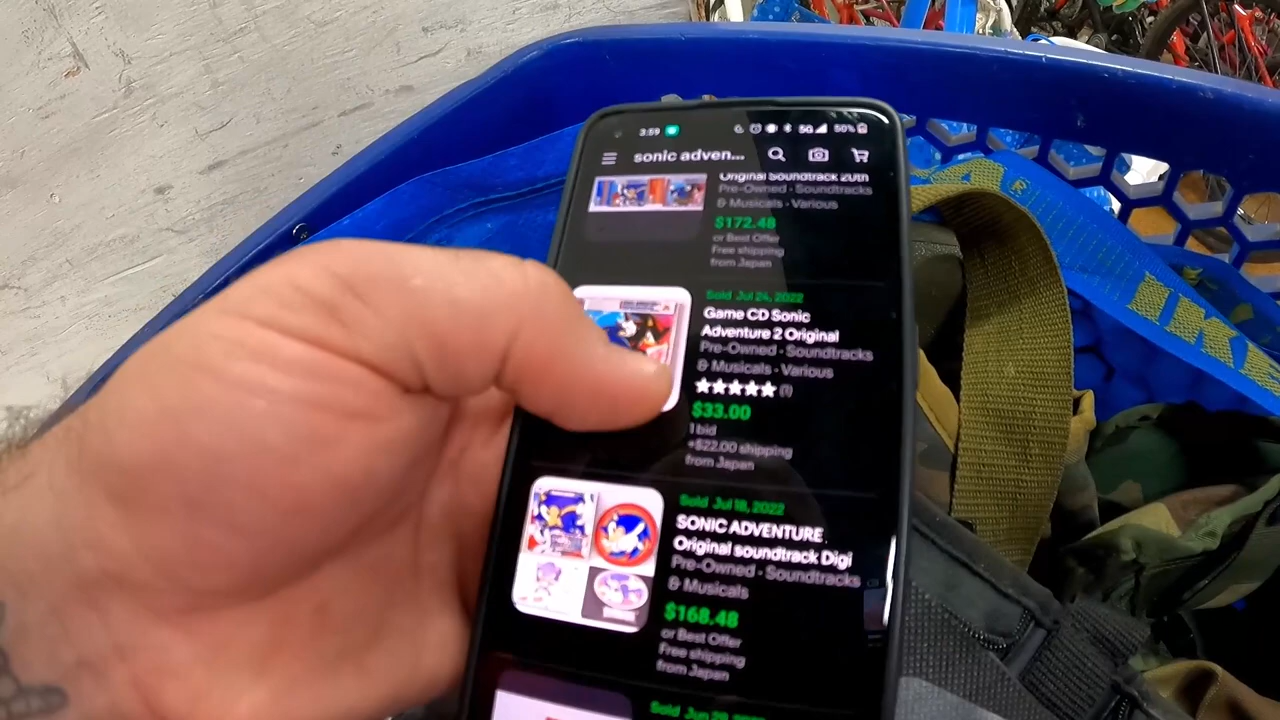 3:59
5G
50%
sonic adven...
Original Soundtrack 20th
Pre-Owned · Soundtracks
& Musicals · Various
$172.48
or Best Offer
Free shipping
from Japan
Sold Jul 24, 2022
Game CD Sonic
Adventure 2 Original
Pre-Owned · Soundtracks
& Musicals · Various
(1)
$33.00
1 bid
+$22.00 shipping
from Japan
Sold Jul 18, 2022
SONIC ADVENTURE
Original soundtrack Digi
Pre-Owned · Soundtracks
& Musicals
$168.48
or Best Offer
Free shipping
from Japan